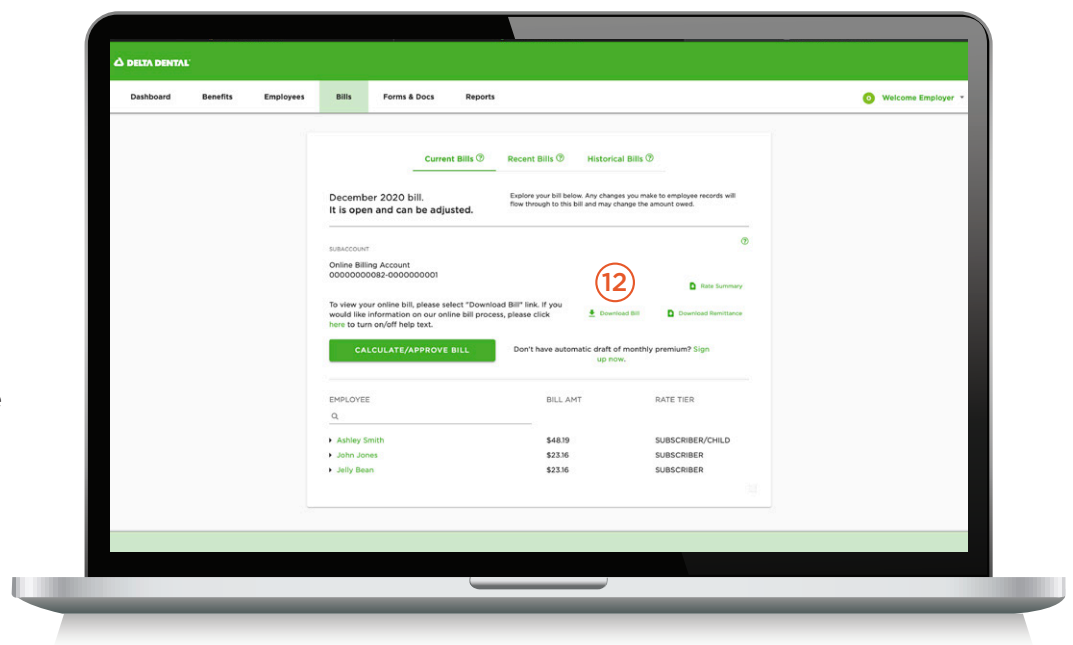 DELTA DENTAL
Dashboard Benefits Employees Bills Forms & Docs Reports
Welcome Employer
Current Bills ? Recent Bills ? Historical Bills ?
December 2020 bill.
It is open and can be adjusted.
Explore your bill below. Any changes you make to employee records will
flow through to this bill and may change the amount owed.
?
SUBACCOUNT
Online Billing Account
00000000082-0000000001
12
Rate Summary
To view your online bill, please select "Download Bill" link. If you
would like information on our online bill process, please click
here to turn on/off help text.
Download Bill Download Remittance
CALCULATE/APPROVE BILL
Don't have automatic draft of monthly premium? Sign
up now.
EMPLOYEE BILL AMT RATE TIER
Ashley Smith $48.19 SUBSCRIBER/CHILD
John Jones $23.16 SUBSCRIBER
Jelly Bean $23.16 SUBSCRIBER